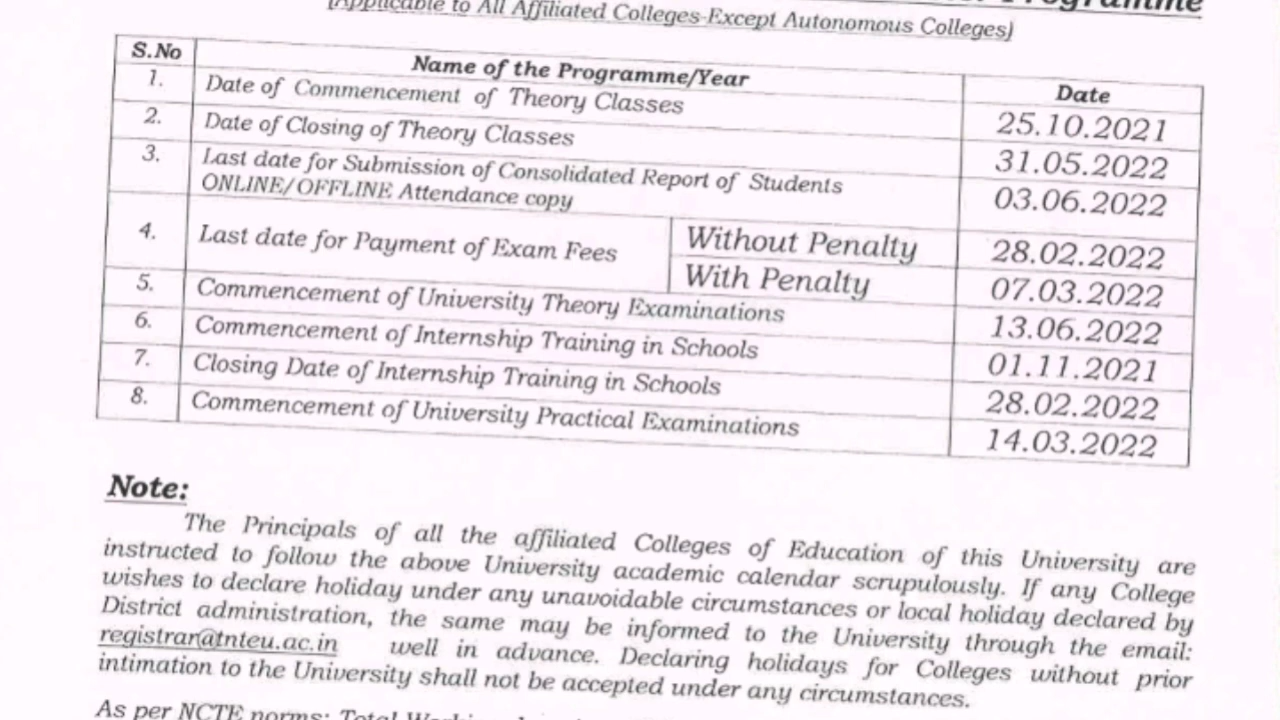 Programme
(Applicable to All Affiliated Colleges-Except Autonomous Colleges)
S.No Name of the Programme/Year Date
1. Date of Commencement of Theory Classes 25.10.2021
2. Date of Closing of Theory Classes 31.05.2022
3. Last date for Submission of Consolidated Report of Students
ONLINE/OFFLINE Attendance copy 03.06.2022
4. Last date for Payment of Exam Fees Without Penalty 28.02.2022
With Penalty 07.03.2022
5. Commencement of University Theory Examinations 13.06.2022
6. Commencement of Internship Training in Schools 01.11.2021
7. Closing Date of Internship Training in Schools 28.02.2022
8. Commencement of University Practical Examinations 14.03.2022
Note:
The Principals of all the affiliated Colleges of Education of this University are
instructed to follow the above University academic calendar scrupulously. If any College
wishes to declare holiday under any unavoidable circumstances or local holiday declared by
District administration, the same may be informed to the University through the email:
registrar@tnteu.ac.in well in advance. Declaring holidays for Colleges without prior
intimation to the University shall not be accepted under any circumstances.
As per NCTE norms: Total